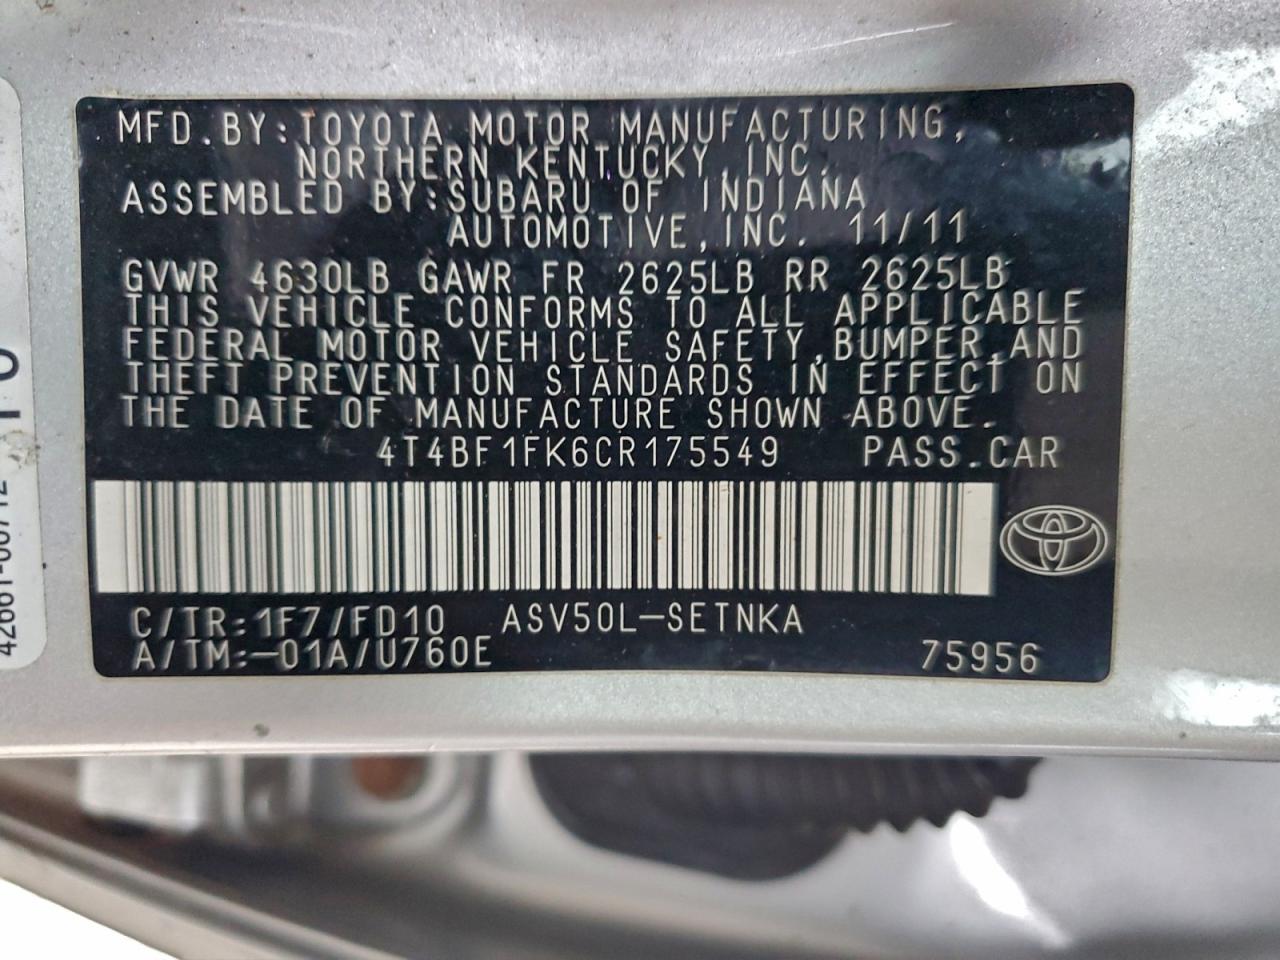 MFD.BY:TOYOTA MOTOR MANUFACTURING,
NORTHERN KENTUCKY,INC.
ASSEMBLED BY:SUBARU OF INDIANA
AUTOMOTIVE,INC. 11/11
GVWR 4630LB GAWR FR 2625LB RR 2625LB
THIS VEHICLE CONFORMS TO ALL APPLICABLE
FEDERAL MOTOR VEHICLE SAFETY,BUMPER,AND
THEFT PREVENTION STANDARDS IN EFFECT ON
THE DATE OF MANUFACTURE SHOWN ABOVE.
4T4BF1FK6CR175549 PASS.CAR
C/TR:1F7/FD10 ASV50L-SETNKA
A/TM:-01A/U760E 75956